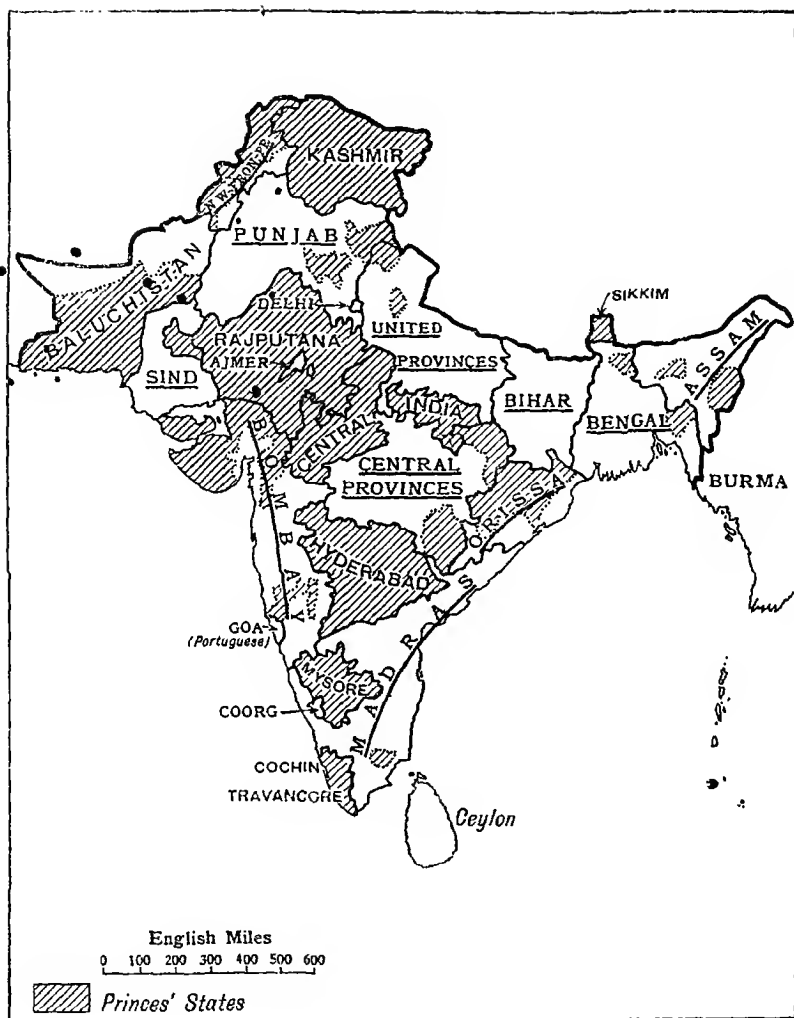 KASHMIR
N.W. FRON. PR.
PUNJAB
BALUCHISTAN
DELHI
SIKKIM
UNITED
PROVINCES
RAJPUTANA
AJMER
ASSAM
SIND
INDIA
BIHAR
BENGAL
CENTRAL
CENTRAL
PROVINCES
BURMA
ORISSA
BOMBAY
HYDERABAD
GOA
(Portuguese)
MADRAS
MYSORE
COORG
COCHIN
TRAVANCORE
Ceylon
English Miles
0 100 200 300 400 500 600
Princes' States